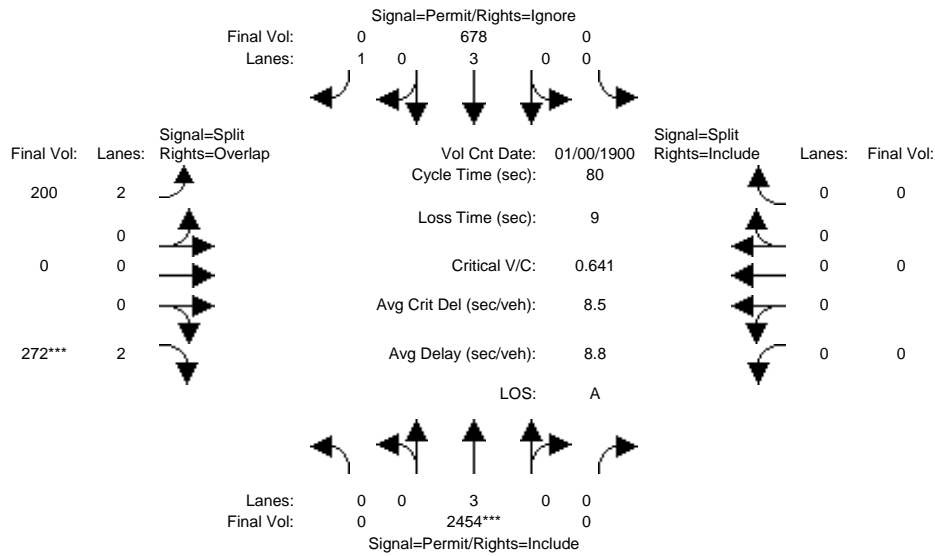 Signal=Permit/Rights=Ignore
Final Vol: 0 678 0
Lanes: 1 0 3 0 0
Signal=Split
Final Vol: Lanes: Rights=Overlap
Vol Cnt Date: 01/00/1900
Signal=Split
Rights=Include Lanes: Final Vol:
Cycle Time (sec): 80
200 2
0 0
Loss Time (sec): 9
0
0
0 0
Critical V/C: 0.641
0 0
0
Avg Crit Del (sec/veh): 8.5
0
272*** 2
Avg Delay (sec/veh): 8.8
0 0
LOS: A
Lanes: 0 0 3 0 0
Final Vol: 0 2454*** 0
Signal=Permit/Rights=Include